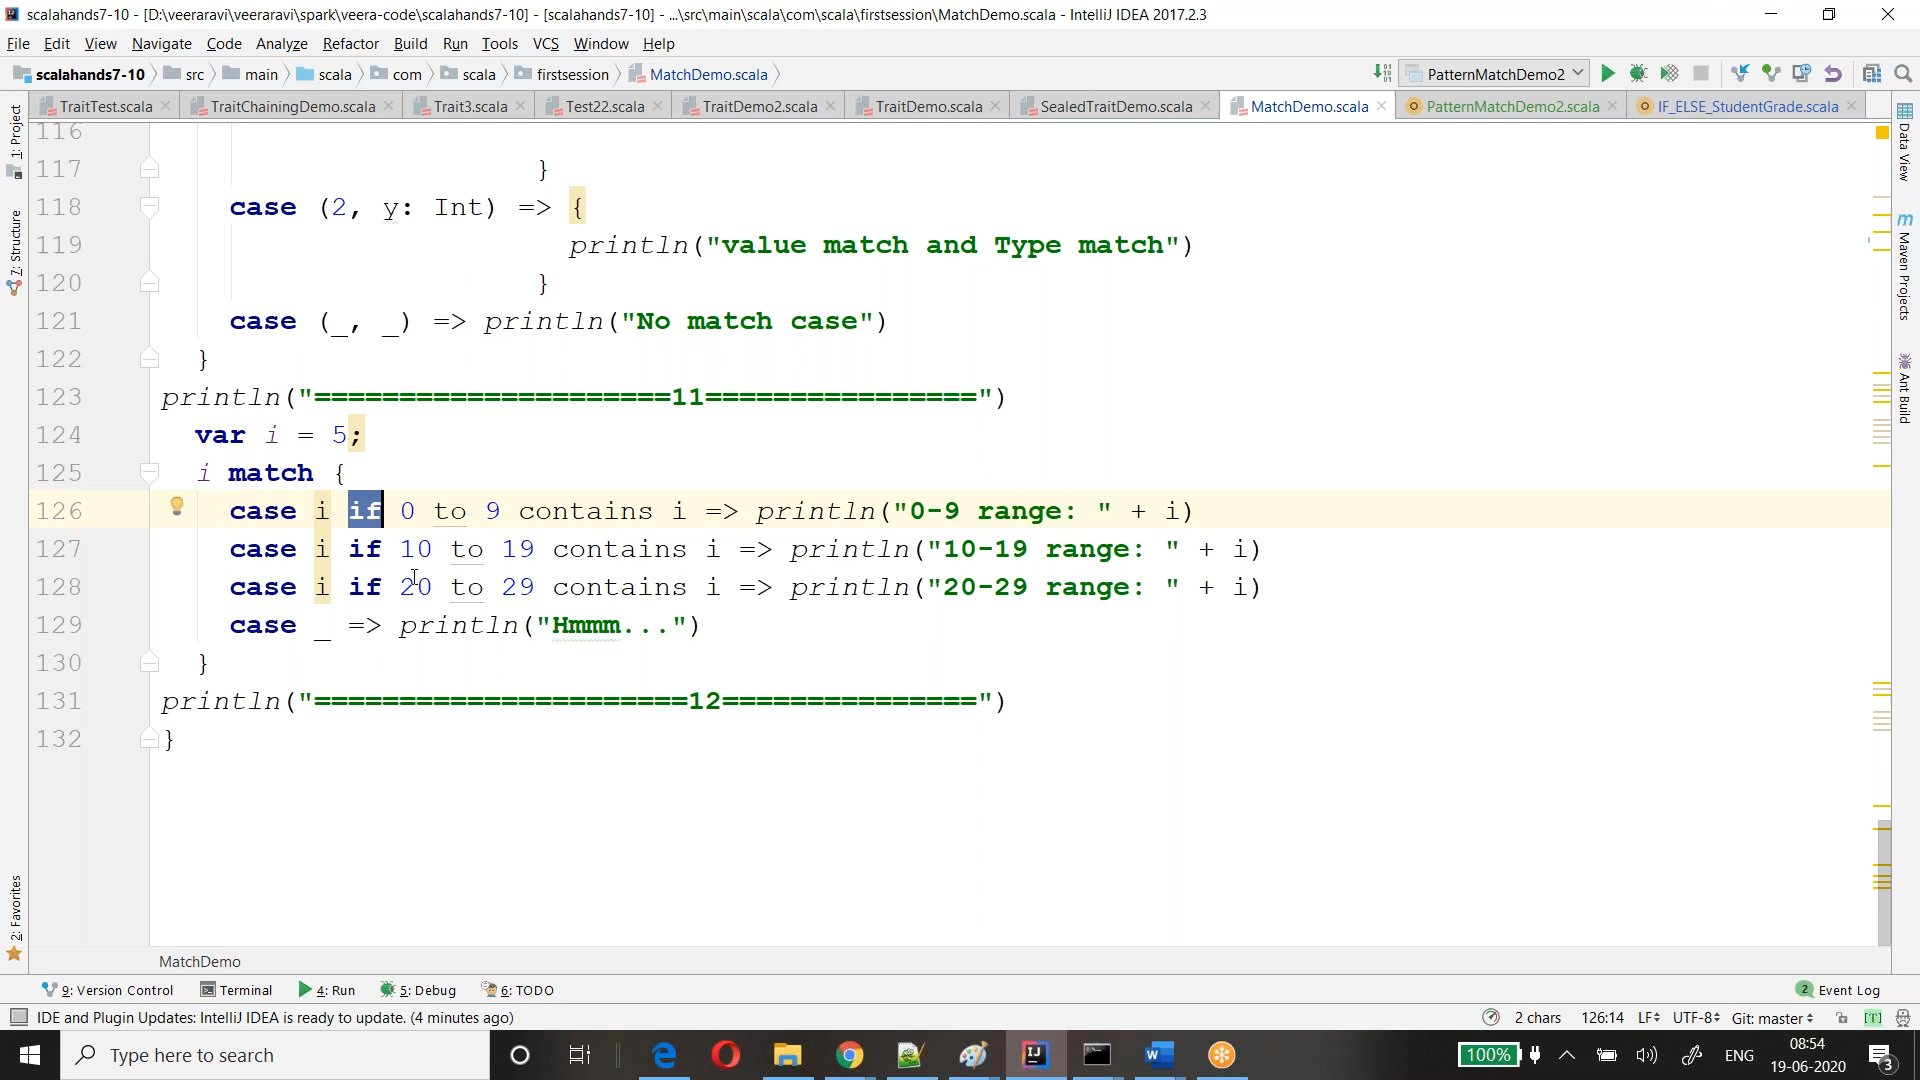 scalahands7-10 - [D:\veeraravi\veeraravi\spark\veera-code\scalahands7-10] - [scalahands7-10] - ...\src\main\scala\com\scala\firstsession\MatchDemo.scala - IntelliJ IDEA 2017.2.3
File Edit View Navigate Code Analyze Refactor Build Run Tools VCS Window Help
scalahands7-10 src main scala com scala firstsession MatchDemo.scala PatternMatchDemo2
TraitTest.scala TraitChainingDemo.scala Trait3.scala Test22.scala TraitDemo2.scala TraitDemo.scala SealedTraitDemo.scala MatchDemo.scala PatternMatchDemo2.scala IF_ELSE_StudentGrade.scala
1: Project
7: Structure
2: Favorites
116
117 }
118 case (2, y: Int) => {
119 println("value match and Type match")
120 }
121 case (_, _) => println("No match case")
122 }
123 println("=====================11================")
124 var i = 5;
125 i match {
126 case i if 0 to 9 contains i => println("0-9 range: " + i)
127 case i if 10 to 19 contains i => println("10-19 range: " + i)
128 case i if 20 to 29 contains i => println("20-29 range: " + i)
129 case _ => println("Hmmm...")
130 }
131 println("======================12===============")
132 }
Data View
m Maven Projects
Ant Build
MatchDemo
9: Version Control Terminal 4: Run 5: Debug 6: TODO 2 Event Log
IDE and Plugin Updates: IntelliJ IDEA is ready to update. (4 minutes ago) 2 chars 126:14 LF UTF-8 Git: master [T]
Type here to search 100% ENG 08:54
19-06-2020 3